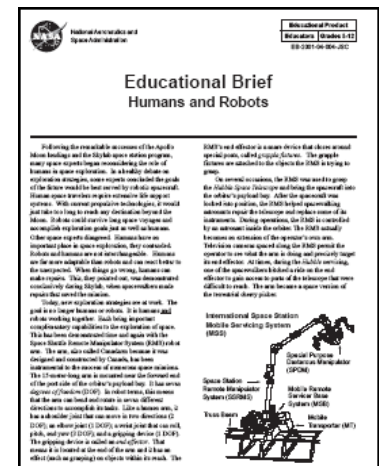 NASA
National Aeronautics and
Space Administration
Educational Product
Educators Grades 5-12
EB-2001-04-004-JSC
Educational Brief
Humans and Robots
Following the remarkable successes of the Apollo
Moon landings and the Skylab space station program,
many space experts began reconsidering the role of
humans in space exploration. In a healthy debate on
exploration strategies, some experts concluded the goals
of the future would be best served by robotic spacecraft.
Human space travelers require extensive life support
systems. With current propulsive technologies, it would
just take too long to reach any destination beyond the
Moon. Robots could survive long space voyages and
accomplish exploration goals just as well as humans.
Other space experts disagreed. Humans have an
important place in space exploration, they contended.
Robots and humans are not interchangeable. Humans
are far more adaptable than robots and can react better to
the unexpected. When things go wrong, humans can
make repairs. This, they pointed out, was demonstrated
conclusively during Skylab, when spacewalkers made
repairs that saved the mission.
Today, new exploration strategies are at work. The
goal is no longer humans or robots. It is humans and
robots working together. Each bring important
complementary capabilities to the exploration of space.
This has been demonstrated time and again with the
Space Shuttle Remote Manipulator System (RMS) robot
arm. The arm, also called Canadarm because it was
designed and constructed by Canada, has been
instrumental to the success of numerous space missions.
The 15-meter-long arm is mounted near the forward end
of the port side of the orbiter's payload bay. It has seven
degrees of freedom (DOF). In robot terms, this means
that the arm can bend and rotate in seven different
directions to accomplish its tasks. Like a human arm, it
has a shoulder joint that can move in two directions (2
DOF); an elbow joint (1 DOF); a wrist joint that can roll,
pitch, and yaw (3 DOF); and a gripping device (1 DOF).
The gripping device is called an end effector. That
means it is located at the end of the arm and it has an
effect (such as grasping) on objects within its reach. The
RMS's end effector is a snare device that closes around
special posts, called grapple fixtures. The grapple
fixtures are attached to the objects the RMS is trying to
grasp.
On several occasions, the RMS was used to grasp
the Hubble Space Telescope and bring the spacecraft into
the orbiter's payload bay. After the spacecraft was
locked into position, the RMS helped spacewalking
astronauts repair the telescope and replace some of its
instruments. During operations, the RMS is controlled
by an astronaut inside the orbiter. The RMS actually
becomes an extension of the operator's own arm.
Television cameras spaced along the RMS permit the
operator to see what the arm is doing and precisely target
its end effector. At times, during the Hubble servicing,
one of the spacewalkers hitched a ride on the end
effector to gain access to parts of the telescope that were
difficult to reach. The arm became a space version of
the terrestrial cherry picker.
International Space Station
Mobile Servicing System
(MSS)
Special Purpose
Dexterous Manipulator
(SPDM)
Space Station
Remote Manipulator
System (SSRMS)
Mobile Remote
Servicer Base
System (MSB)
Truss Beam
Mobile
Transporter (MT)